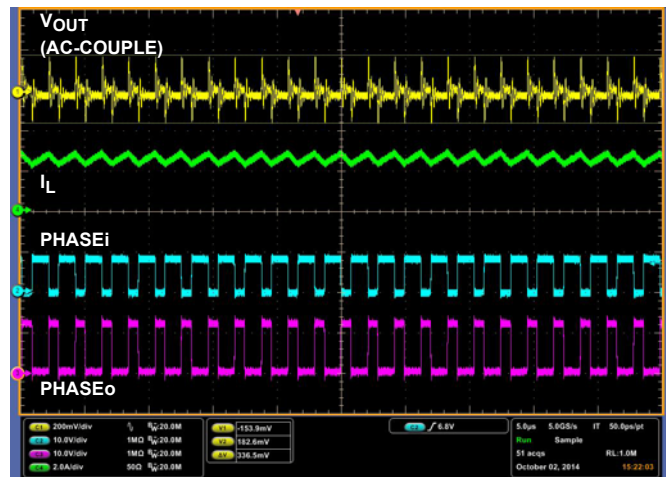 VOUT
(AC-COUPLE)
IL
PHASEi
PHASEo
C1 200mV/div 20.0M
C2 10.0V/div 1MΩ 20.0M
C3 10.0V/div 1MΩ 20.0M
C4 2.0A/div 50Ω 20.0M
V1 -153.9mV
V2 182.6mV
ΔV 336.5mV
C2 6.8V
5.0µs 5.0GS/s IT 50.0ps/pt
Run Sample
51 acqs RL:1.0M
October 02, 2014 15:22:03